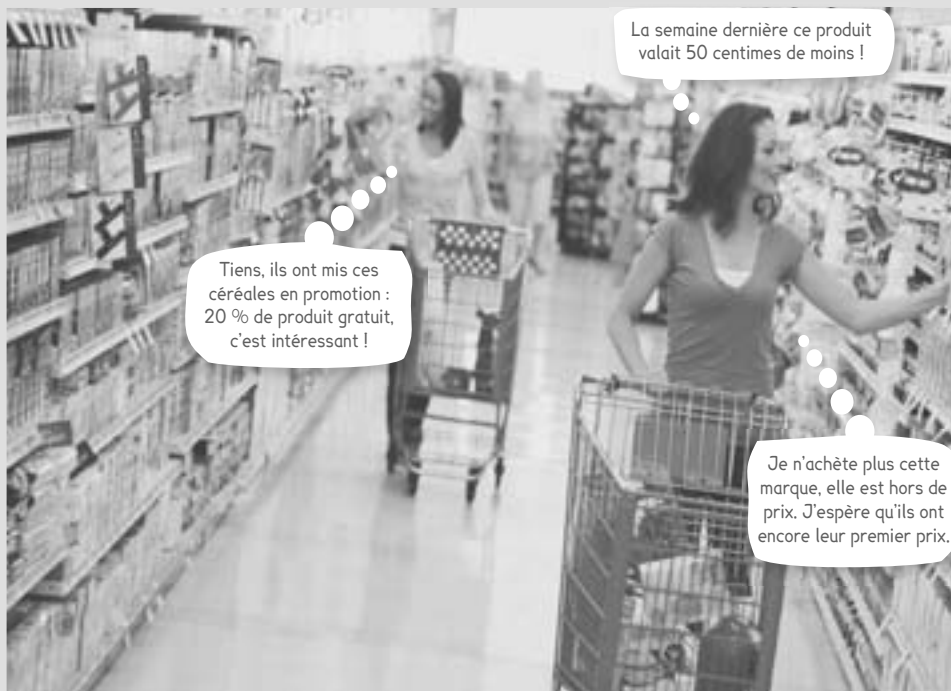 La semaine dernière ce produit
valait 50 centimes de moins !
Tiens, ils ont mis ces
céréales en promotion :
20 % de produit gratuit,
c'est intéressant !
Je n'achète plus cette
marque, elle est hors de
prix. J'espère qu'ils ont
encore leur premier prix.